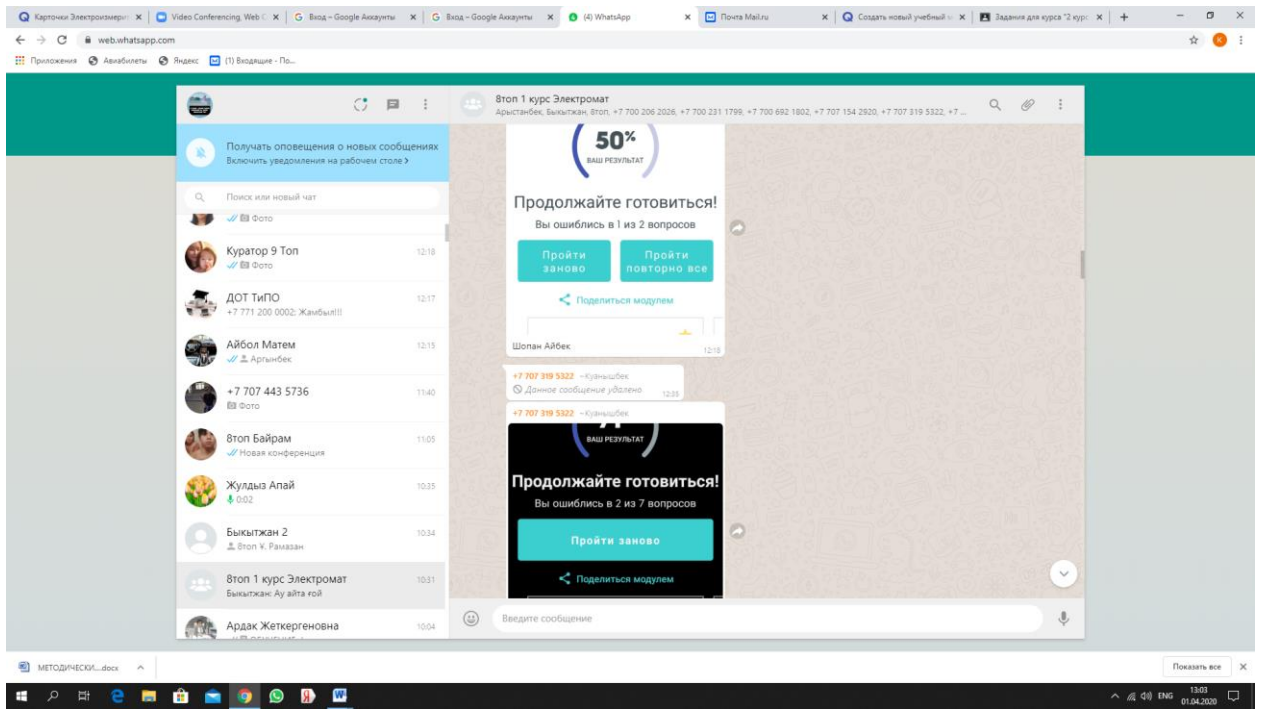 Карточки Электроизмерит
Video Conferencing, Web C
Вход – Google Аккаунты
Вход – Google Аккаунты
(4) WhatsApp
Почта Mail.ru
Создать новый учебный
Задания для курса "2 курс
web.whatsapp.com
К
Приложения
Авиабилеты
Яндекс
(1) Входящие - По...
Получать оповещения о новых сообщениях
Включить уведомления на рабочем столе >
Поиск или новый чат
Фото
Куратор 9 Топ 12:18
Фото
ДОТ ТиПО 12:17
+7 771 200 0002: Жамбыл!!!
Айбол Матем 12:15
Аргынбек
+7 707 443 5736 11:40
Фото
8топ Байрам 11:05
Новая конференция
Жулдыз Апай 10:35
0:02
Быкытжан 2 10:34
8топ Ұ. Рамазан
8топ 1 курс Электромат 10:31
Быкытжан: Ау айта ғой
Ардак Жеткергеновна 10:04
8топ 1 курс Электромат
Арыстанбек, Быкытжан, 8топ, +7 700 206 2026, +7 700 231 1799, +7 700 692 1802, +7 707 154 2920, +7 707 319 5322, +7 ...
50%
ВАШ РЕЗУЛЬТАТ
Продолжайте готовиться!
Вы ошиблись в 1 из 2 вопросов
Пройти заново
Пройти повторно все
Поделиться модулем
Шопан Айбек 12:18
+7 707 319 5322 ~Куанышбек
Данное сообщение удалено 12:35
+7 707 319 5322 ~Куанышбек
ВАШ РЕЗУЛЬТАТ
Продолжайте готовиться!
Вы ошиблись в 2 из 7 вопросов
Пройти заново
Поделиться модулем
Введите сообщение
МЕТОДИЧЕСКИ....docx
Показать все
ENG
13:03
01.04.2020